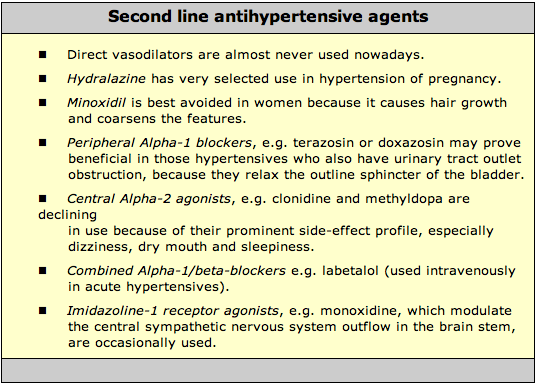 Second line antihypertensive agents
■ Direct vasodilators are almost never used nowadays.
■ Hydralazine has very selected use in hypertension of pregnancy.
■ Minoxidil is best avoided in women because it causes hair growth
and coarsens the features.
■ Peripheral Alpha-1 blockers, e.g. terazosin or doxazosin may prove
beneficial in those hypertensives who also have urinary tract outlet
obstruction, because they relax the outline sphincter of the bladder.
■ Central Alpha-2 agonists, e.g. clonidine and methyldopa are
declining
in use because of their prominent side-effect profile, especially
dizziness, dry mouth and sleepiness.
■ Combined Alpha-1/beta-blockers e.g. labetalol (used intravenously
in acute hypertensives).
■ Imidazoline-1 receptor agonists, e.g. monoxidine, which modulate
the central sympathetic nervous system outflow in the brain stem,
are occasionally used.